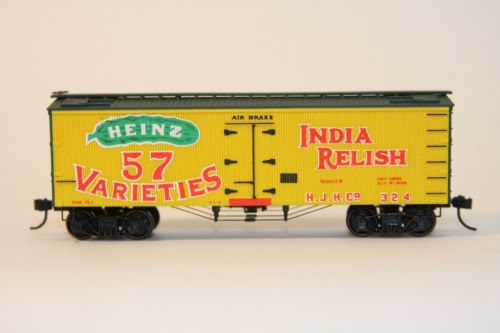 HEINZ
57
VARIETIES
AIR BRAKE
INDIA
RELISH
H.J.H.CO. 324